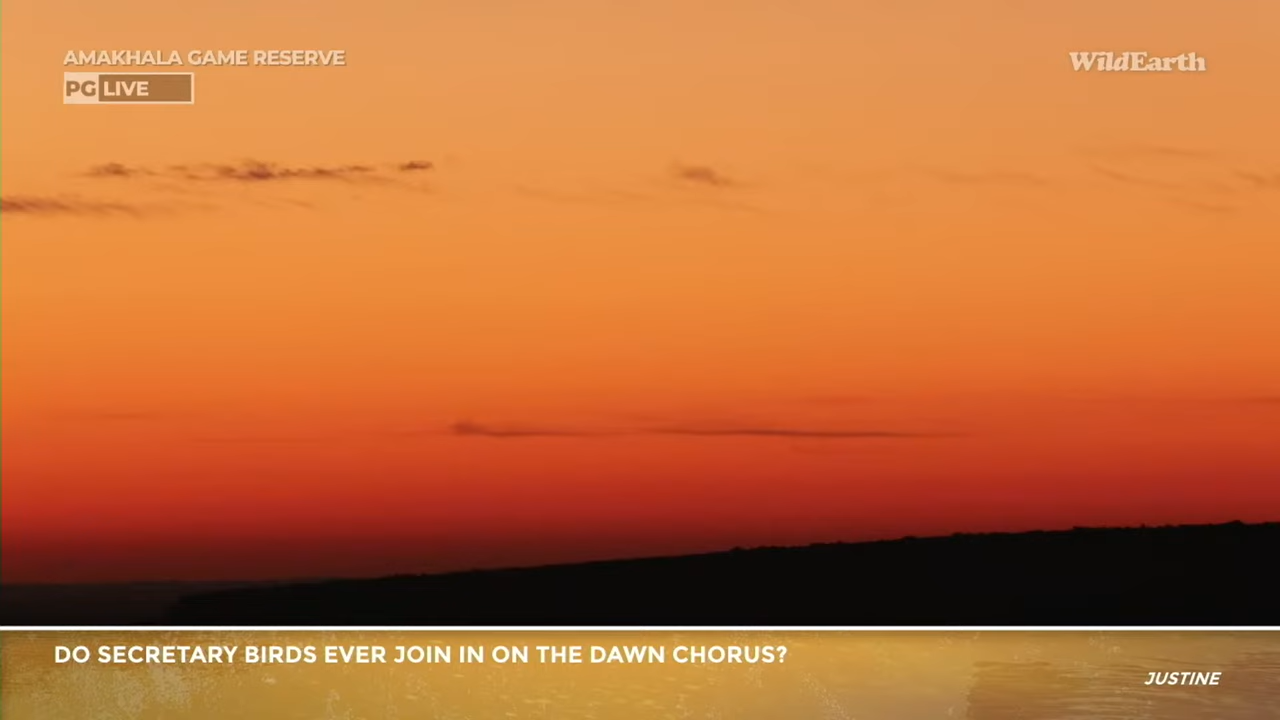 AMAKHALA GAME RESERVE
PG LIVE
WildEarth
DO SECRETARY BIRDS EVER JOIN IN ON THE DAWN CHORUS?
JUSTINE